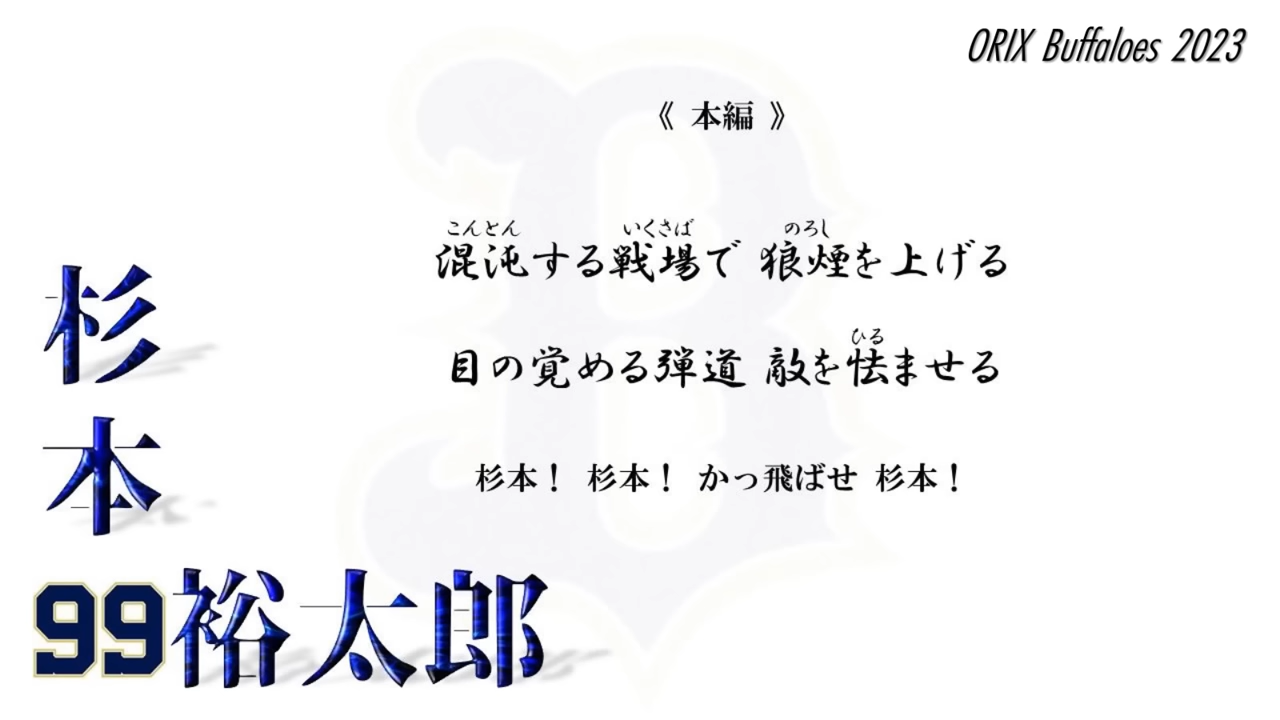 ORIX Buffaloes 2023
《 本編 》
こんとん いくさば のろし
混沌する戦場で 狼煙を上げる
ひる
目の覚める弾道 敵を怯ませる
杉本！ 杉本！ かっ飛ばせ 杉本！
杉
本
99裕太郎